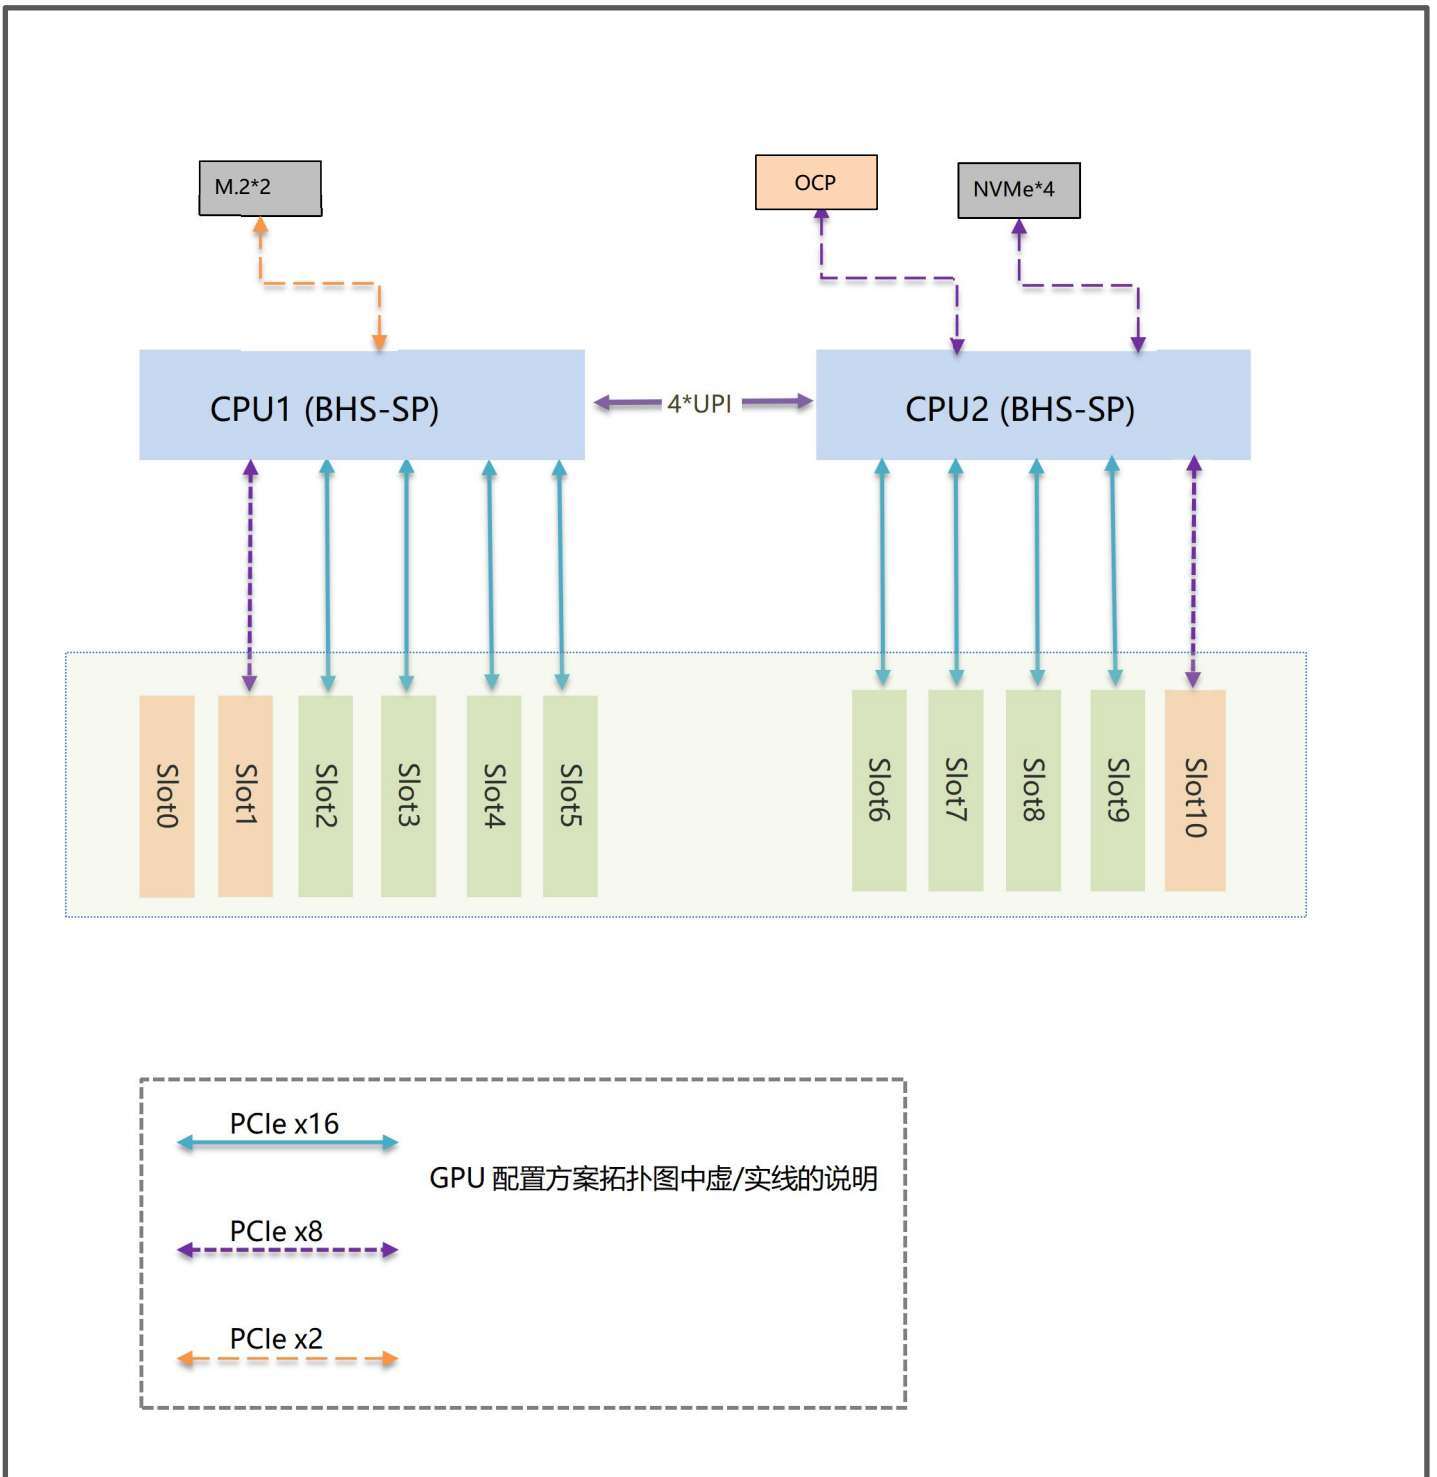 M.2*2
OCP
NVMe*4
CPU1 (BHS-SP)
4*UPI
CPU2 (BHS-SP)
Slot0
Slot1
Slot2
Slot3
Slot4
Slot5
Slot6
Slot7
Slot8
Slot9
Slot10
PCIe x16
GPU 配置方案拓扑图中虚/实线的说明
PCIe x8
PCIe x2